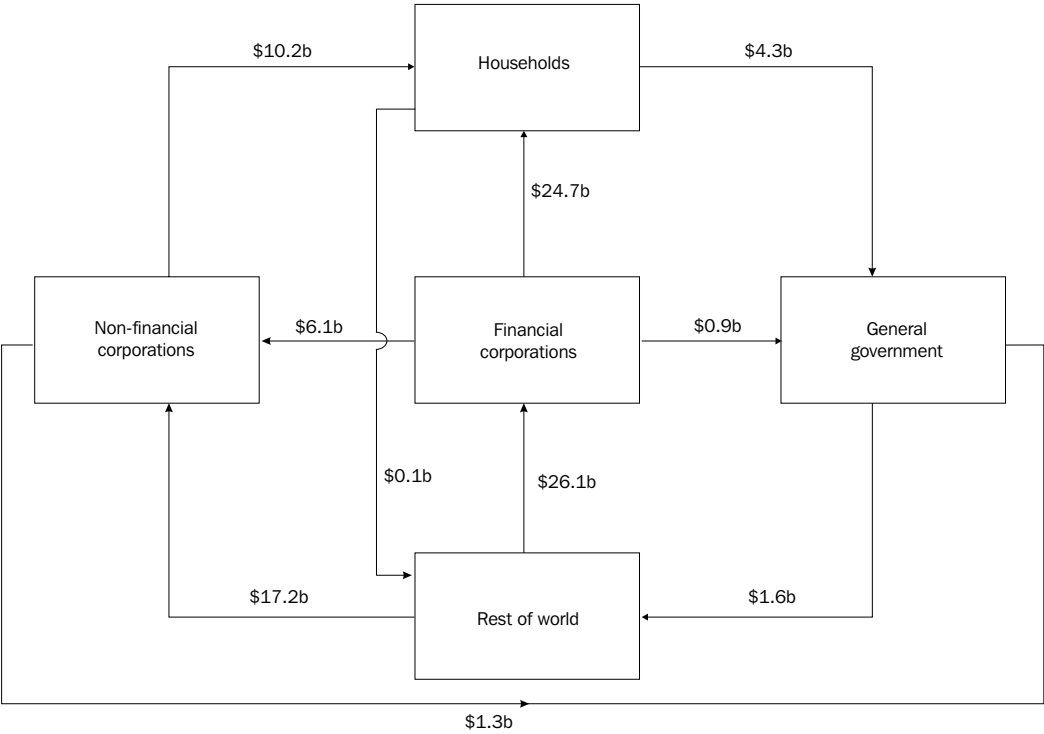 $10.2b
Households
$4.3b
$24.7b
Non-financial
corporations
$6.1b
Financial
corporations
$0.9b
General
government
$0.1b
$26.1b
$17.2b
Rest of world
$1.6b
$1.3b